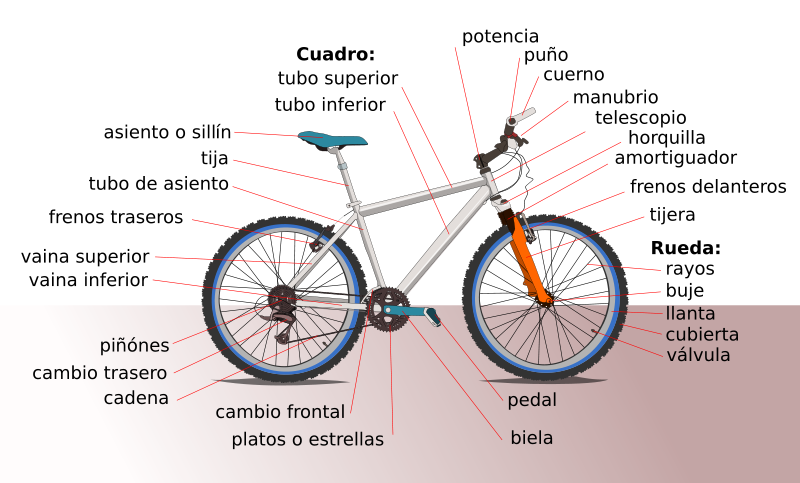 potencia
puño
cuerno
manubrio
telescopio
horquilla
amortiguador
frenos delanteros
tijera
Cuadro:
tubo superior
tubo inferior
asiento o sillín
tija
tubo de asiento
frenos traseros
vaina superior
vaina inferior
Rueda:
rayos
buje
llanta
cubierta
válvula
piñónes
cambio trasero
cadena
cambio frontal
platos o estrellas
pedal
biela